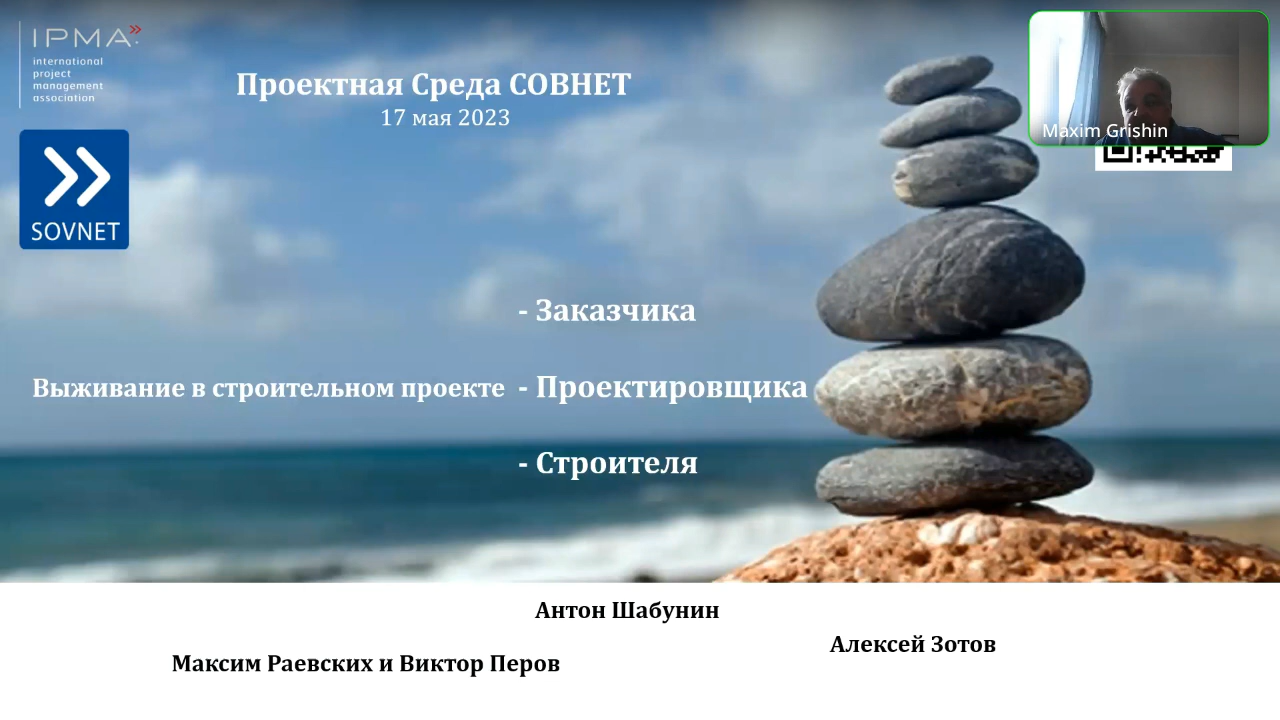 IPMA
international
project
management
association
Проектная Среда СОВНЕТ
17 мая 2023
Maxim Grishin
SOVNET
- Заказчика
Выживание в строительном проекте - Проектировщика
- Строителя
Антон Шабунин
Алексей Зотов
Максим Раевских и Виктор Перов